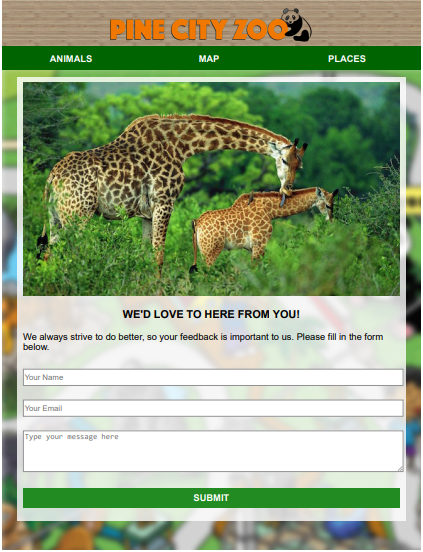 PINE CITY ZOO
ANIMALS MAP PLACES
WE'D LOVE TO HERE FROM YOU!
We always strive to do better, so your feedback is important to us. Please fill in the form
below.
Your Name
Your Email
Type your message here
SUBMIT